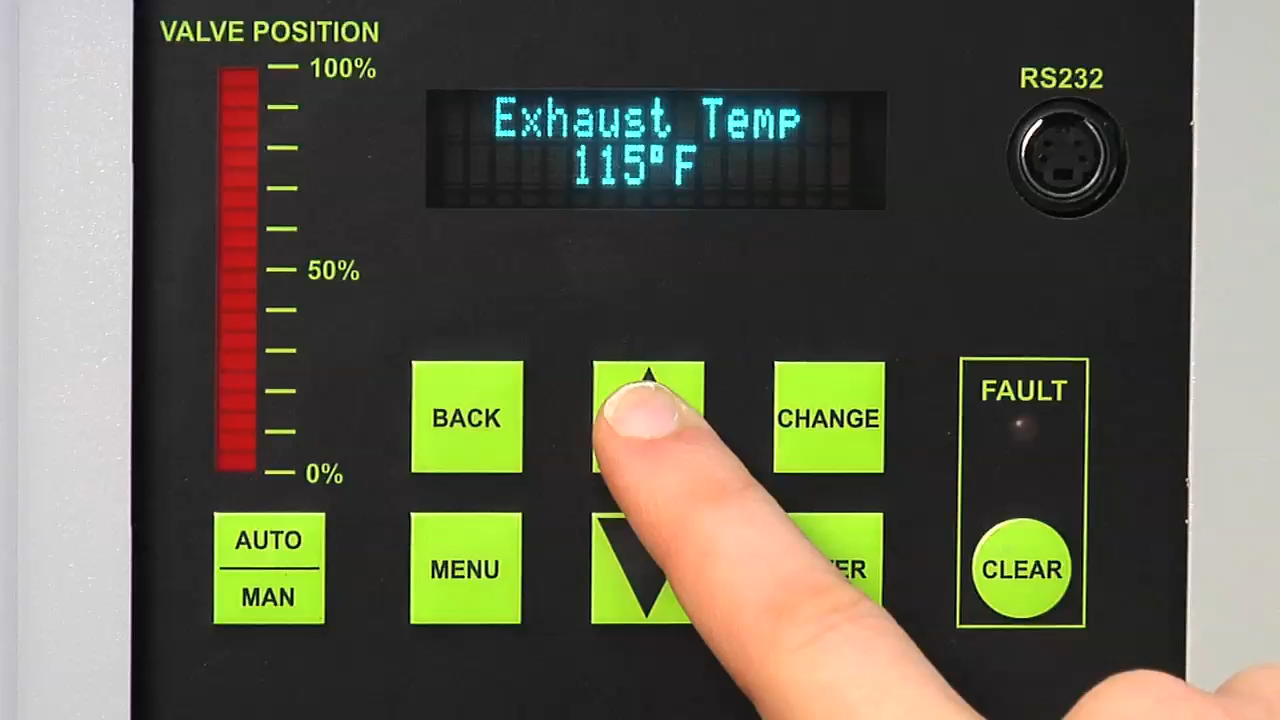 VALVE POSITION
100%
50%
0%
Exhaust Temp
115°F
RS232
BACK
CHANGE
FAULT
AUTO
MAN
MENU
CLEAR